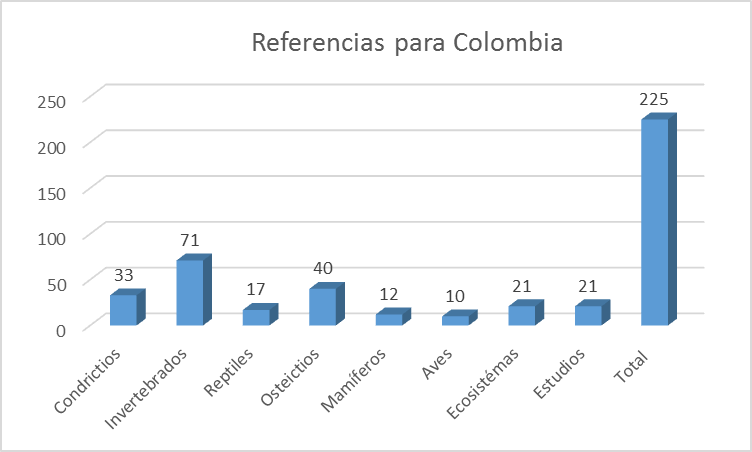 Referencias para Colombia
250
200
150
100
50
0
33
71
17
40
12
10
21
21
225
Condrictios
Invertebrados
Reptiles
Osteictios
Mamíferos
Aves
Ecosistémas
Estudios
Total